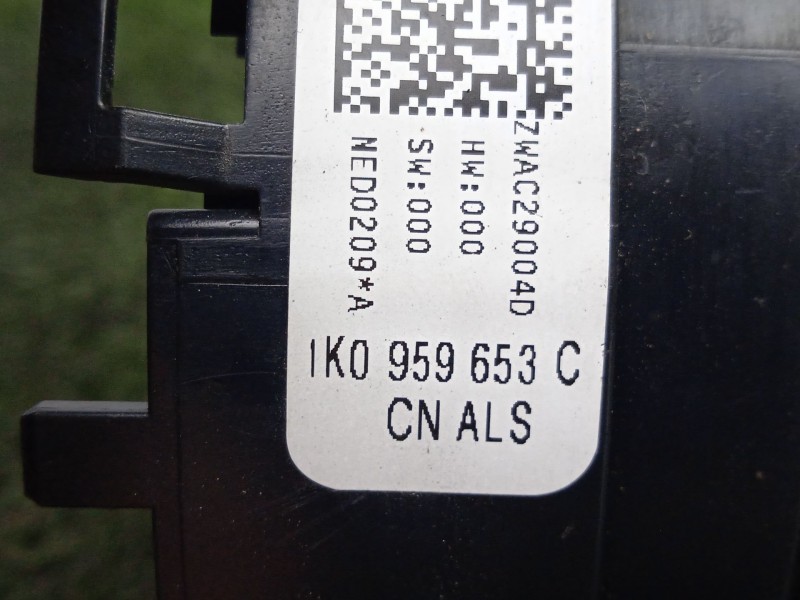 ZWAC29004D
HW:000
SW:000
NED0209*A
1K0 959 653 C
CN ALS